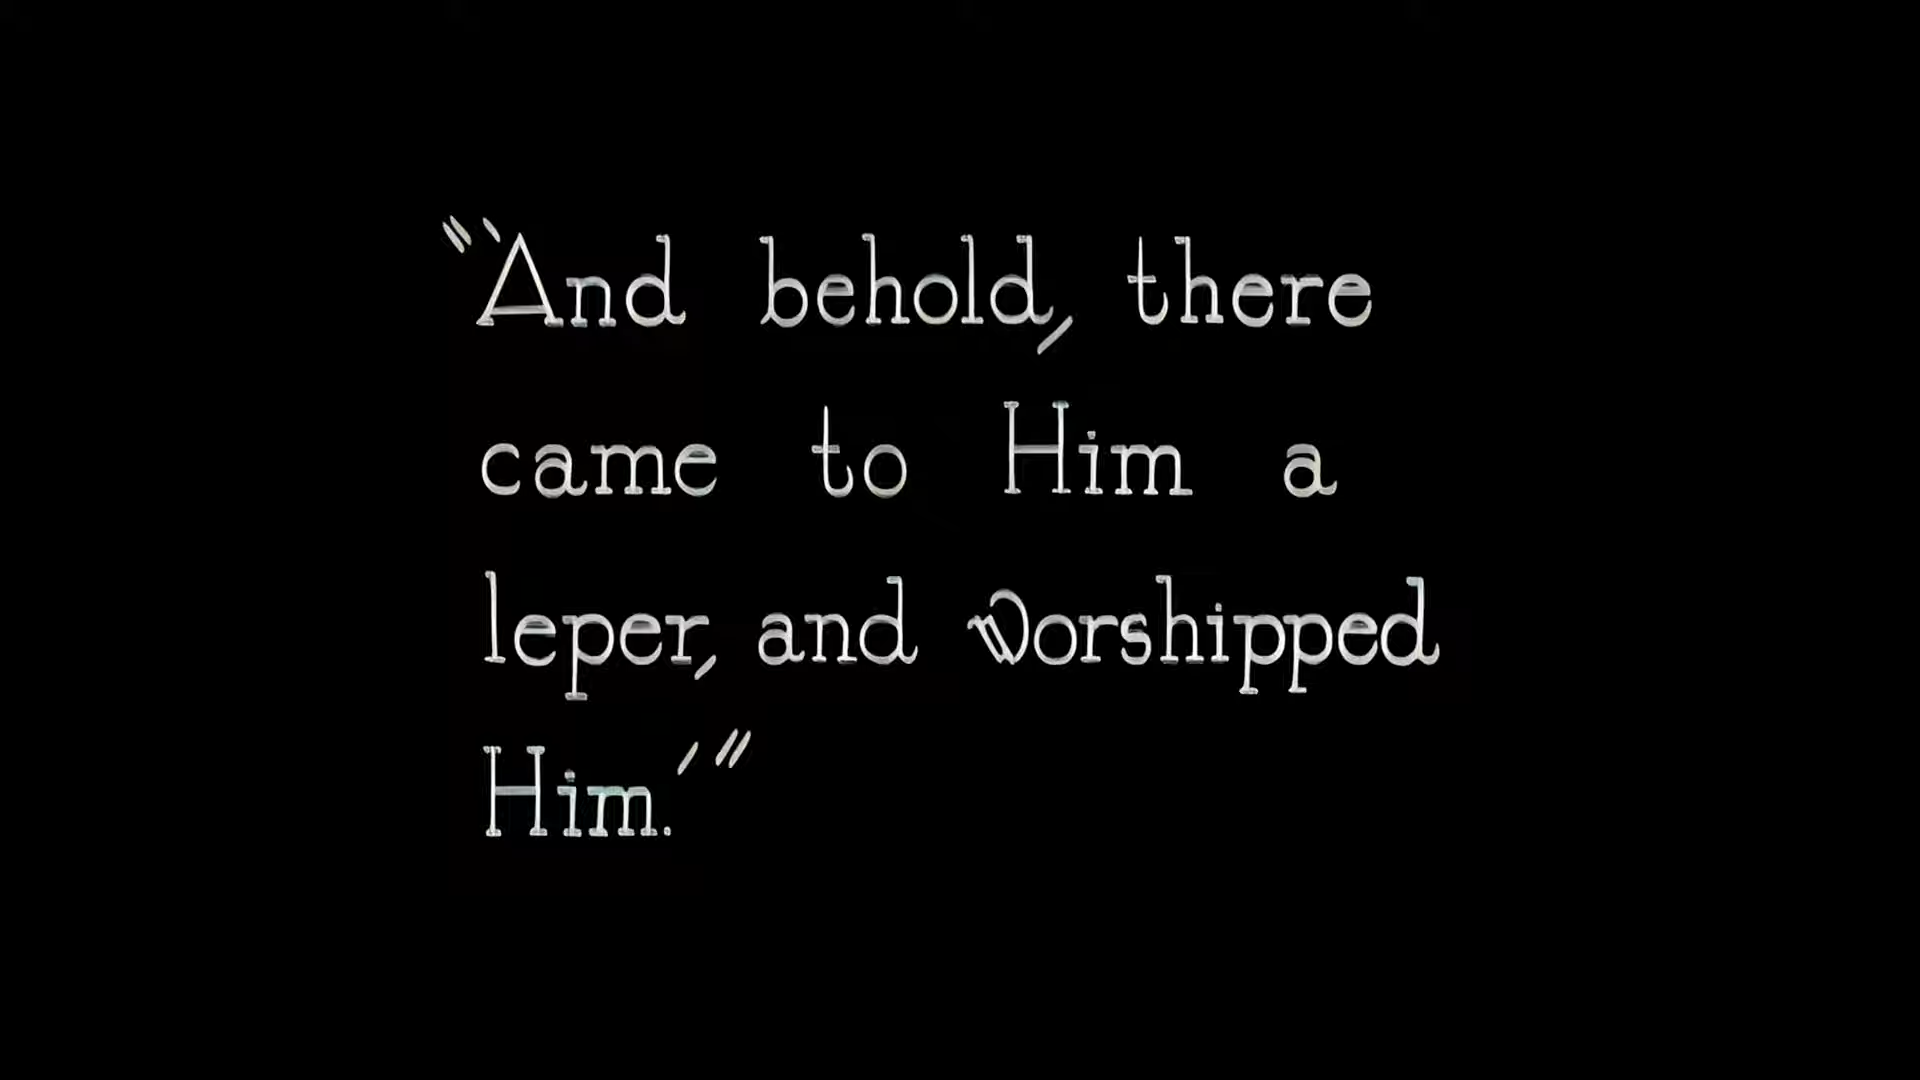 "'And behold, there
came to Him a
leper, and worshipped
Him.'"